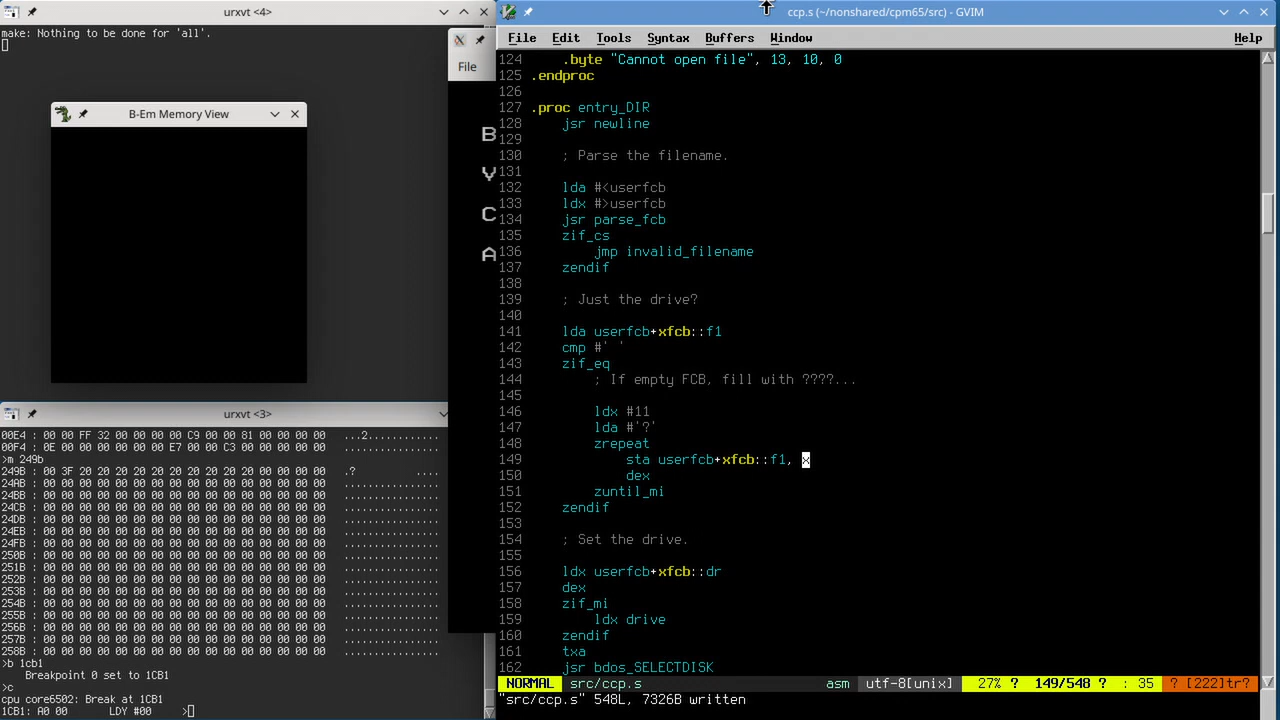 urxvt <4>
make: Nothing to be done for 'all'.
B-Em Memory View
urxvt <3>
00E4 : 00 00 FF 32 00 00 00 00 C9 00 00 81 00 00 00 00 ...2............
00F4 : 0E 00 00 00 00 00 00 E7 00 C3 00 00 00 00 00 00 ................
>m 249b
249B : 00 3F 20 20 20 20 20 20 20 20 20 20 00 00 00 00 .?          ....
24AB : 00 00 00 00 00 00 00 00 00 00 00 00 00 00 00 00 ................
24BB : 00 00 00 00 00 00 00 00 00 00 00 00 00 00 00 00 ................
24CB : 00 00 00 00 00 00 00 00 00 00 00 00 00 00 00 00 ................
24DB : 00 00 00 00 00 00 00 00 00 00 00 00 00 00 00 00 ................
24EB : 00 00 00 00 00 00 00 00 00 00 00 00 00 00 00 00 ................
24FB : 00 00 00 00 00 00 00 00 00 00 00 00 00 00 00 00 ................
250B : 00 00 00 00 00 00 00 00 00 00 00 00 00 00 00 00 ................
251B : 00 00 00 00 00 00 00 00 00 00 00 00 00 00 00 00 ................
252B : 00 00 00 00 00 00 00 00 00 00 00 00 00 00 00 00 ................
253B : 00 00 00 00 00 00 00 00 00 00 00 00 00 00 00 00 ................
254B : 00 00 00 00 00 00 00 00 00 00 00 00 00 00 00 00 ................
255B : 00 00 00 00 00 00 00 00 00 00 00 00 00 00 00 00 ................
256B : 00 00 00 00 00 00 00 00 00 00 00 00 00 00 00 00 ................
257B : 00 00 00 00 00 00 00 00 00 00 00 00 00 00 00 00 ................
258B : 00 00 00 00 00 00 00 00 00 00 00 00 00 00 00 00 ................
>b 1cb1
    Breakpoint 0 set to 1CB1
>c
cpu core6502: Break at 1CB1
1CB1: A0 00    LDY #00    >
File
B
Y
C
A
ccp.s (~/nonshared/cpm65/src) - GVIM
File Edit Tools Syntax Buffers Window Help
124     .byte "Cannot open file", 13, 10, 0
125 .endproc
126
127 .proc entry_DIR
128     jsr newline
129
130     ; Parse the filename.
131
132     lda #<userfcb
133     ldx #>userfcb
134     jsr parse_fcb
135     zif_cs
136         jmp invalid_filename
137     zendif
138
139     ; Just the drive?
140
141     lda userfcb+xfcb::f1
142     cmp #' '
143     zif_eq
144         ; If empty FCB, fill with ????...
145
146         ldx #11
147         lda #'?'
148         zrepeat
149             sta userfcb+xfcb::f1, x
150             dex
151         zuntil_mi
152     zendif
153
154     ; Set the drive.
155
156     ldx userfcb+xfcb::dr
157     dex
158     zif_mi
159         ldx drive
160     zendif
161     txa
162     jsr bdos_SELECTDISK
NORMAL src/ccp.s asm utf-8[unix] 27% ? 149/548 ? : 35 ? [222]tr?
"src/ccp.s" 548L, 7326B written